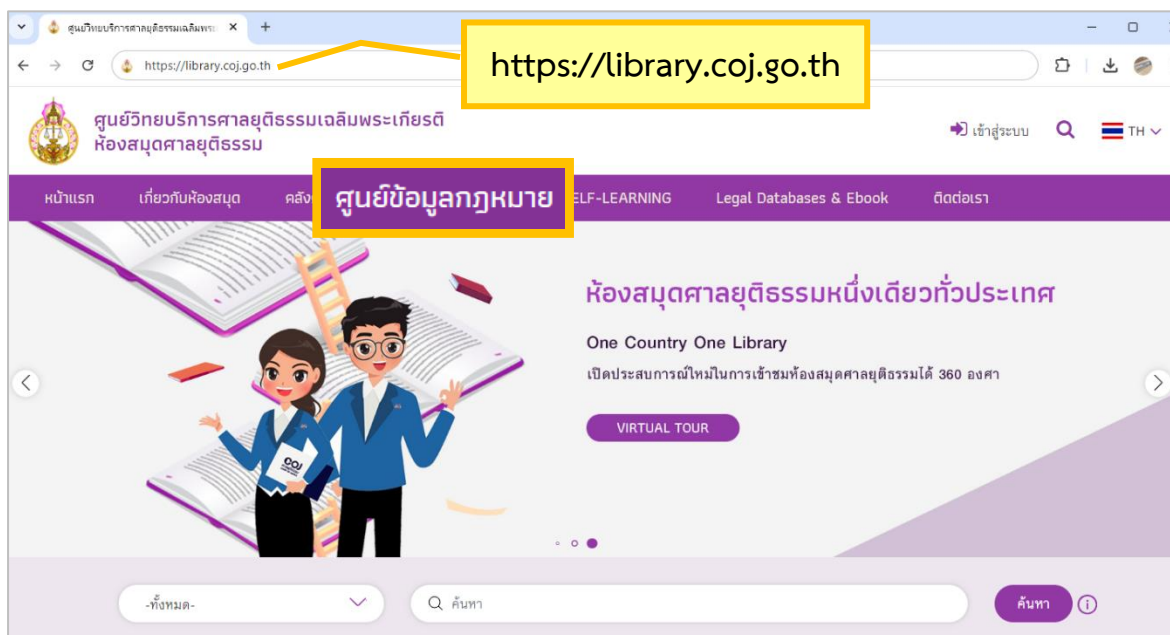 ศูนย์วิทยบริการศาลยุติธรรมเฉลิมพระ
https://library.coj.go.th
https://library.coj.go.th
ศูนย์วิทยบริการศาลยุติธรรมเฉลิมพระเกียรติ
ห้องสมุดศาลยุติธรรม
เข้าสู่ระบบ
TH
หน้าแรก เกี่ยวกับห้องสมุด คลัง ศูนย์ข้อมูลกฎหมาย ELF-LEARNING Legal Databases & Ebook ติดต่อเรา
ห้องสมุดศาลยุติธรรมหนึ่งเดียวทั่วประเทศ
One Country One Library
เปิดประสบการณ์ใหม่ในการเข้าชมห้องสมุดศาลยุติธรรมได้ 360 องศา
VIRTUAL TOUR
COJ
-ทั้งหมด- ค้นหา ค้นหา